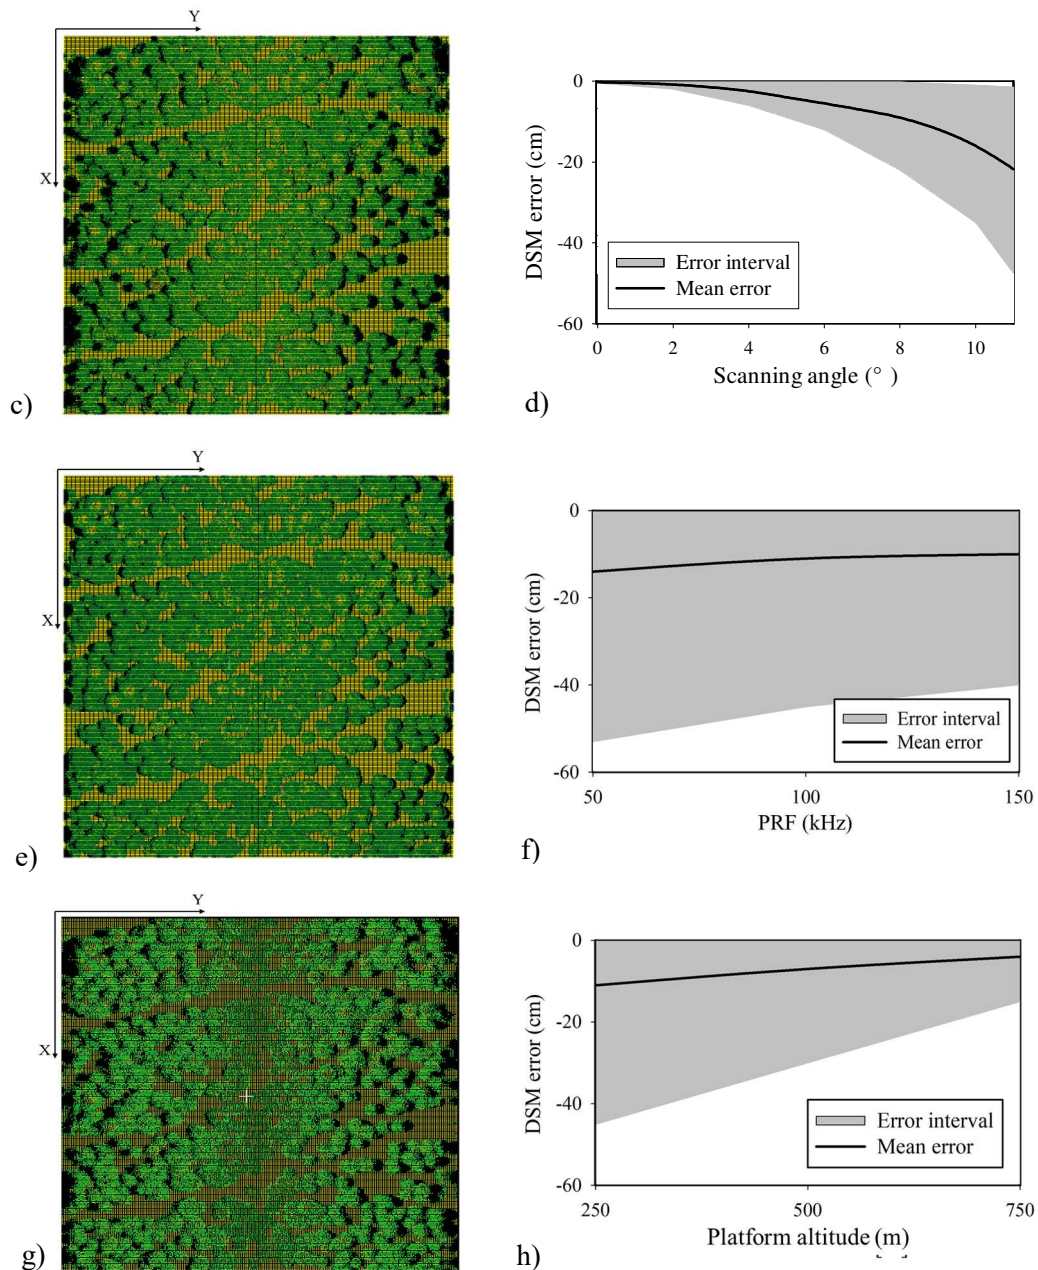 Y
X
c)
0
-20
-40
-60
DSM error (cm)
Error interval
Mean error
0 2 4 6 8 10
Scanning angle (° )
d)
Y
X
e)
0
-20
-40
-60
DSM error (cm)
Error interval
Mean error
50 100 150
PRF (kHz)
f)
Y
X
g)
0
-20
-40
-60
DSM error (cm)
Error interval
Mean error
250 500 750
Platform altitude (m)
h)